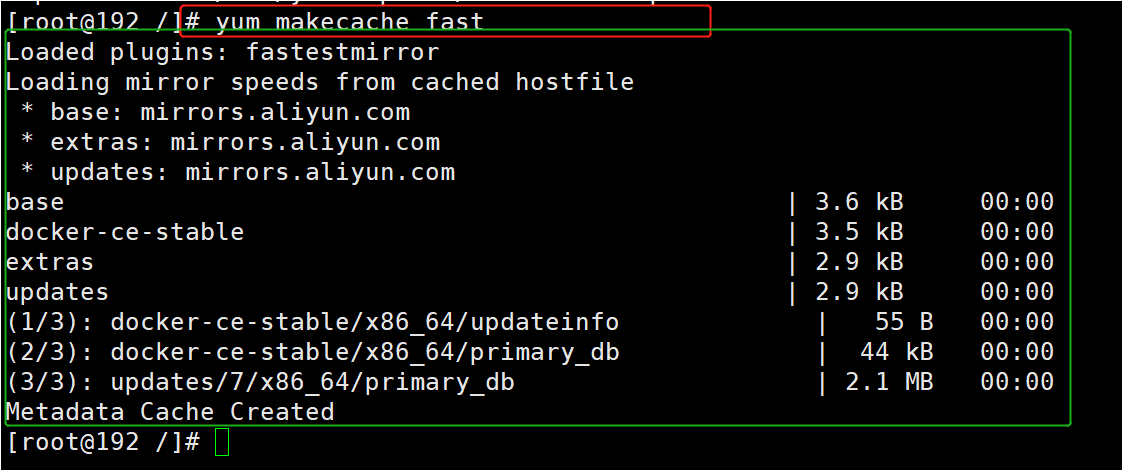 [root@192 /]# yum makecache fast
Loaded plugins: fastestmirror
Loading mirror speeds from cached hostfile
 * base: mirrors.aliyun.com
 * extras: mirrors.aliyun.com
 * updates: mirrors.aliyun.com
base | 3.6 kB 00:00
docker-ce-stable | 3.5 kB 00:00
extras | 2.9 kB 00:00
updates | 2.9 kB 00:00
(1/3): docker-ce-stable/x86_64/updateinfo | 55 B 00:00
(2/3): docker-ce-stable/x86_64/primary_db | 44 kB 00:00
(3/3): updates/7/x86_64/primary_db | 2.1 MB 00:00
Metadata Cache Created
[root@192 /]#